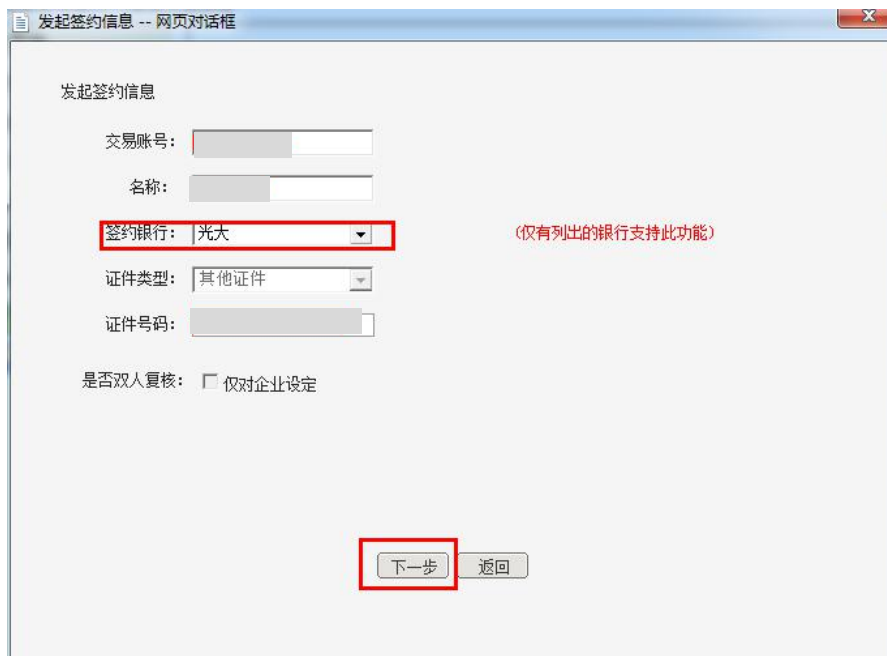 发起签约信息 -- 网页对话框
发起签约信息
交易账号：
名称：
签约银行： 光大 (仅有列出的银行支持此功能)
证件类型： 其他证件
证件号码：
是否双人复核： 仅对企业设定
下一步 返回